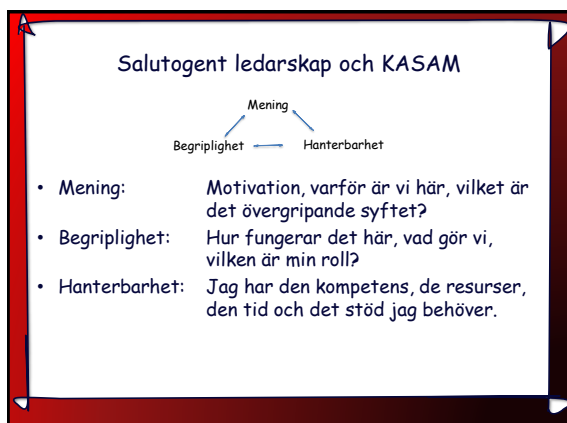 Salutogent ledarskap och KASAM
Mening
Begriplighet Hanterbarhet
• Mening: Motivation, varför är vi här, vilket är
det övergripande syftet?
• Begriplighet: Hur fungerar det här, vad gör vi,
vilken är min roll?
• Hanterbarhet: Jag har den kompetens, de resurser,
den tid och det stöd jag behöver.